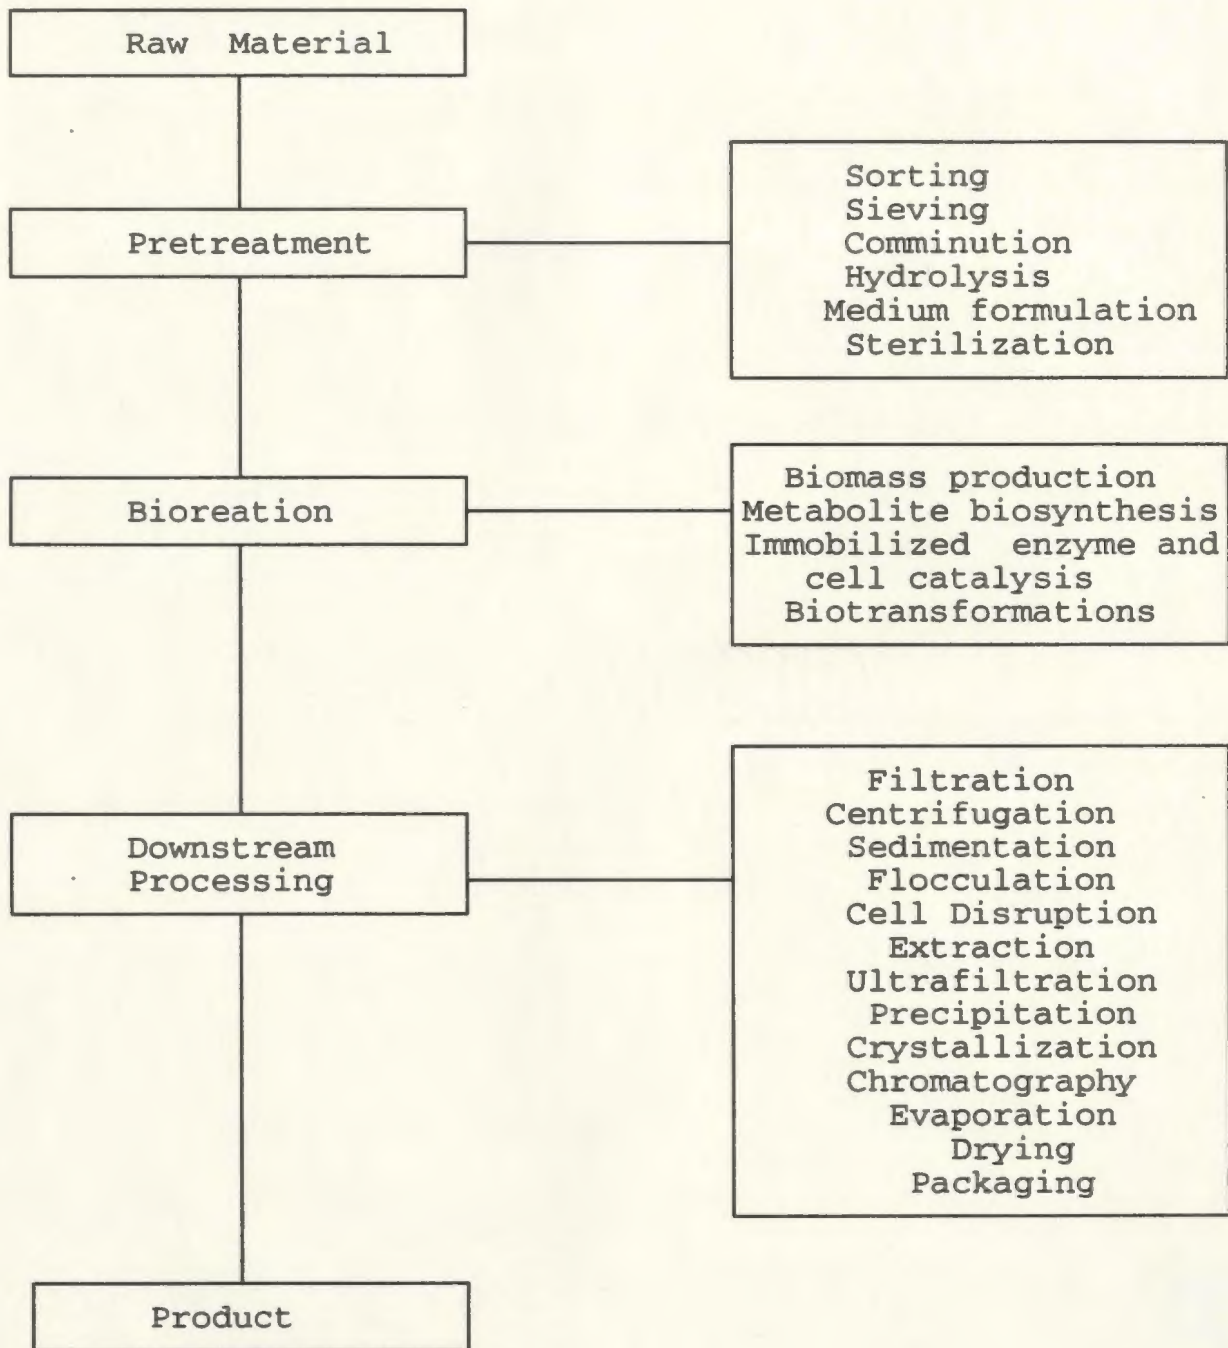 Raw Material
Pretreatment
Sorting
Sieving
Comminution
Hydrolysis
Medium formulation
Sterilization
Bioreation
Biomass production
Metabolite biosynthesis
Immobilized enzyme and
cell catalysis
Biotransformations
Downstream
Processing
Filtration
Centrifugation
Sedimentation
Flocculation
Cell Disruption
Extraction
Ultrafiltration
Precipitation
Crystallization
Chromatography
Evaporation
Drying
Packaging
Product